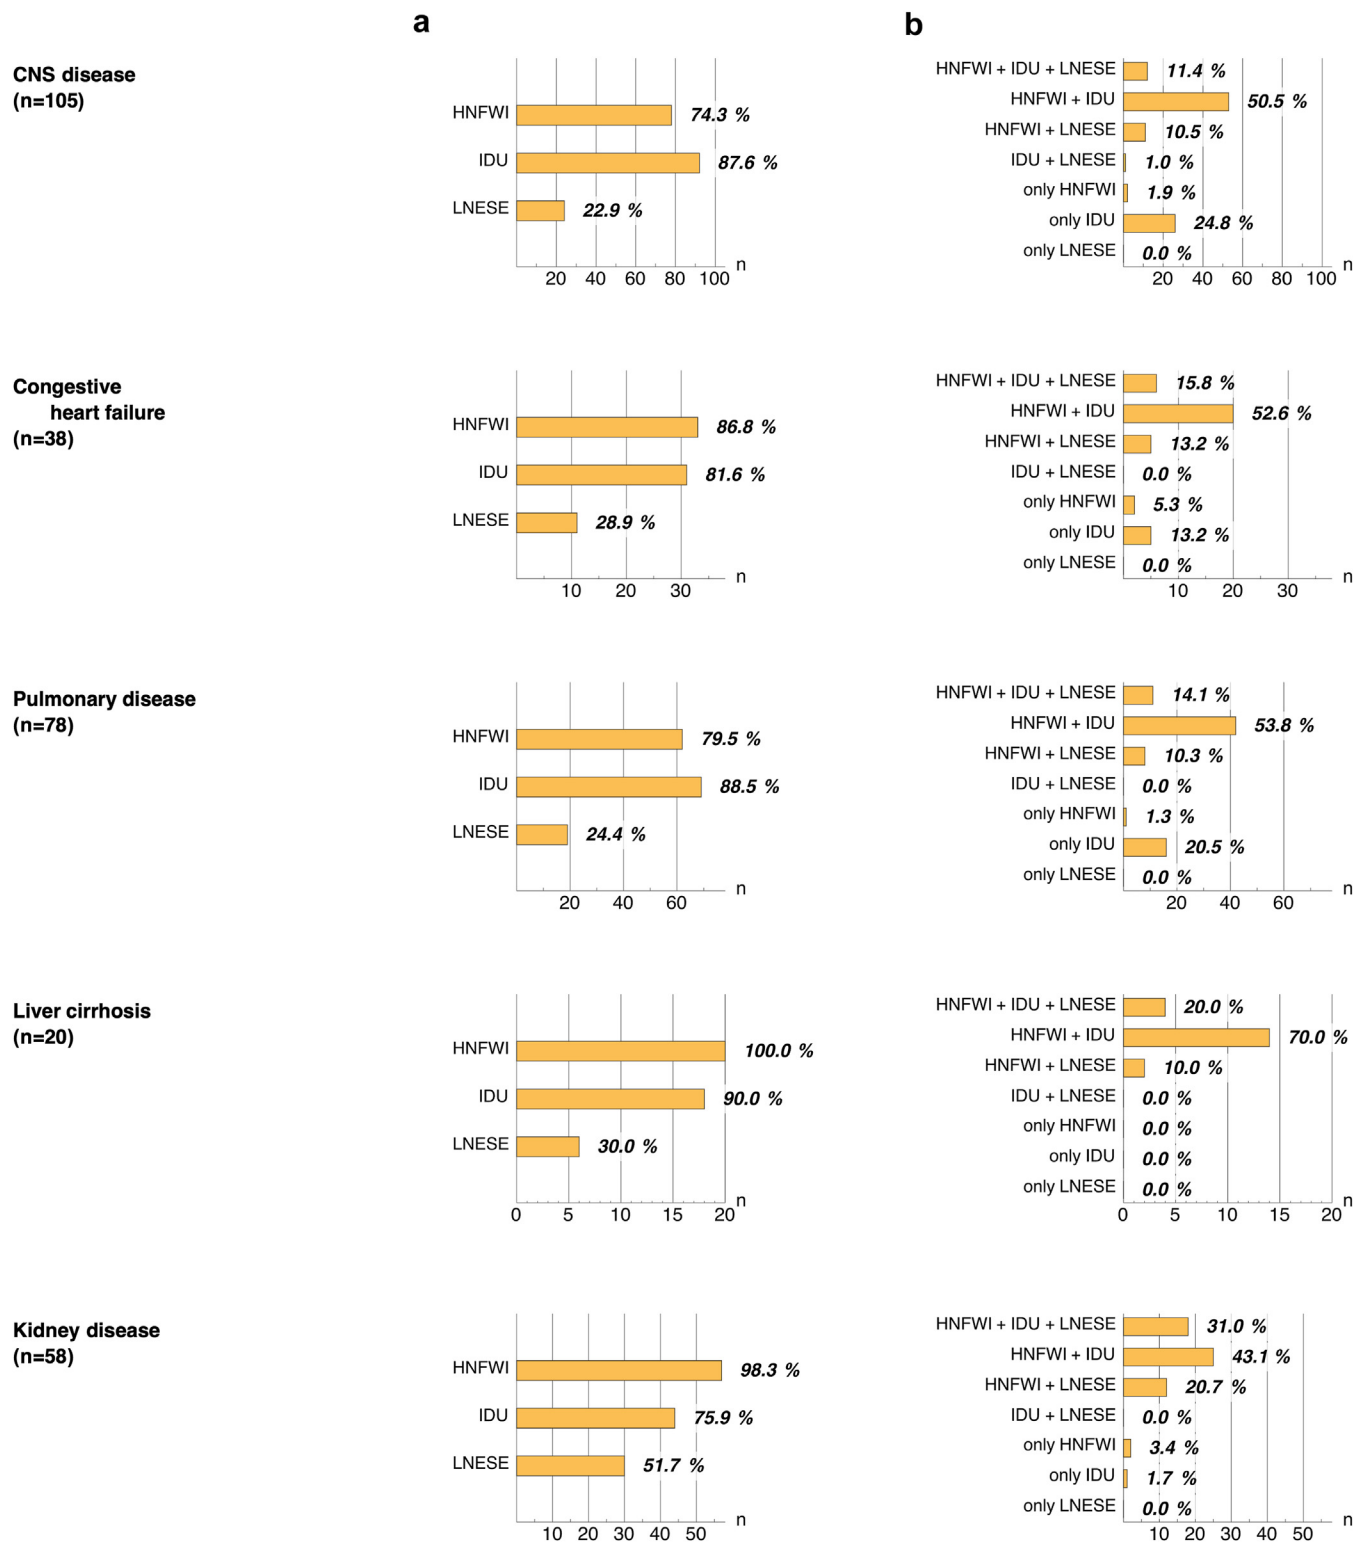 a
b
CNS disease
(n=105)
HNFWI
74.3 %
IDU
87.6 %
LNESE
22.9 %
n
20 40 60 80 100
HNFWI + IDU + LNESE
11.4 %
HNFWI + IDU
50.5 %
HNFWI + LNESE
10.5 %
IDU + LNESE
1.0 %
only HNFWI
1.9 %
only IDU
24.8 %
only LNESE
0.0 %
n
20 40 60 80 100
Congestive
heart failure
(n=38)
HNFWI
86.8 %
IDU
81.6 %
LNESE
28.9 %
n
10 20 30
HNFWI + IDU + LNESE
15.8 %
HNFWI + IDU
52.6 %
HNFWI + LNESE
13.2 %
IDU + LNESE
0.0 %
only HNFWI
5.3 %
only IDU
13.2 %
only LNESE
0.0 %
n
10 20 30
Pulmonary disease
(n=78)
HNFWI
79.5 %
IDU
88.5 %
LNESE
24.4 %
n
20 40 60
HNFWI + IDU + LNESE
14.1 %
HNFWI + IDU
53.8 %
HNFWI + LNESE
10.3 %
IDU + LNESE
0.0 %
only HNFWI
1.3 %
only IDU
20.5 %
only LNESE
0.0 %
n
20 40 60
Liver cirrhosis
(n=20)
HNFWI
100.0 %
IDU
90.0 %
LNESE
30.0 %
n
0 5 10 15 20
HNFWI + IDU + LNESE
20.0 %
HNFWI + IDU
70.0 %
HNFWI + LNESE
10.0 %
IDU + LNESE
0.0 %
only HNFWI
0.0 %
only IDU
0.0 %
only LNESE
0.0 %
n
0 5 10 15 20
Kidney disease
(n=58)
HNFWI
98.3 %
IDU
75.9 %
LNESE
51.7 %
n
10 20 30 40 50
HNFWI + IDU + LNESE
31.0 %
HNFWI + IDU
43.1 %
HNFWI + LNESE
20.7 %
IDU + LNESE
0.0 %
only HNFWI
3.4 %
only IDU
1.7 %
only LNESE
0.0 %
n
10 20 30 40 50